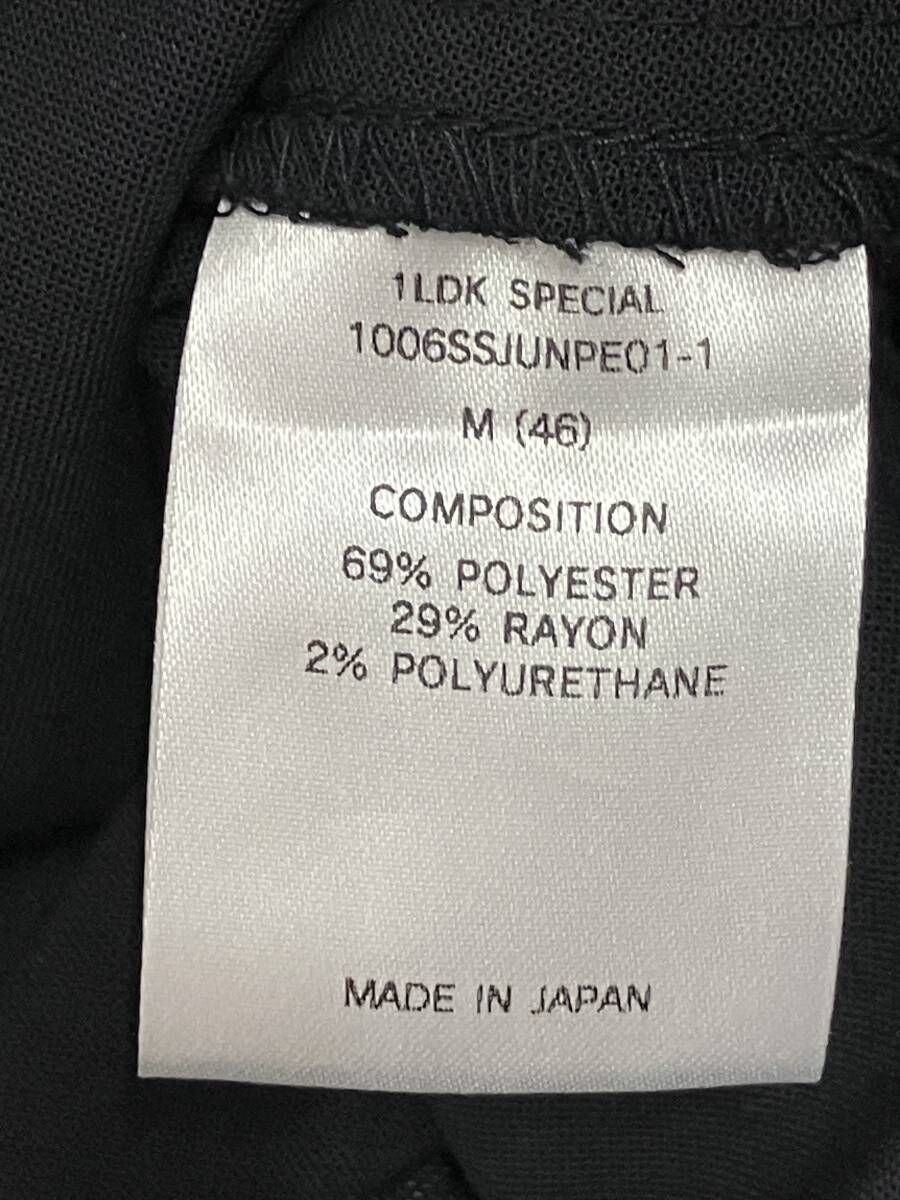 1LDK SPECIAL
1006SSJUNPE01-1
M (46)
COMPOSITION
69% POLYESTER
29% RAYON
2% POLYURETHANE
MADE IN JAPAN